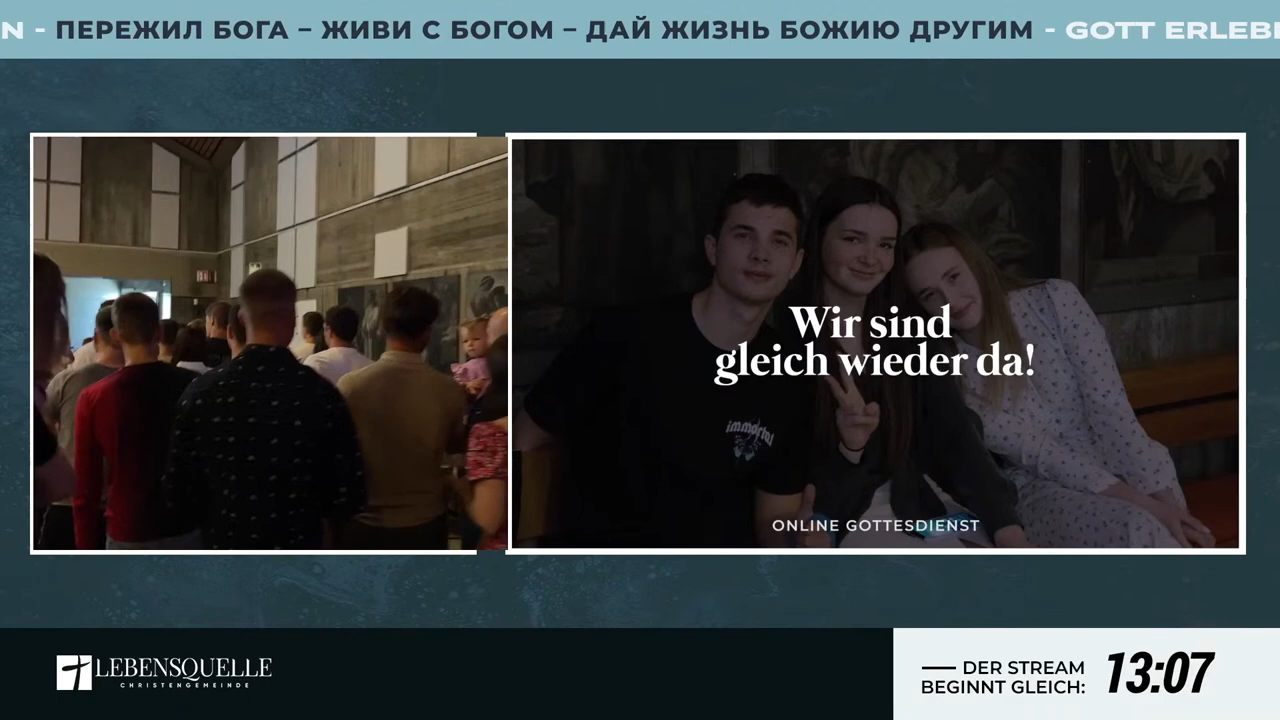 N - ПЕРЕЖИЛ БОГА – ЖИВИ С БОГОМ – ДАЙ ЖИЗНЬ БОЖИЮ ДРУГИМ - GOTT ERLEB
Wir sind
gleich wieder da!
immortal
ONLINE GOTTESDIENST
LEBENSQUELLE
CHRISTENGEMEINDE
DER STREAM
BEGINNT GLEICH:
13:07